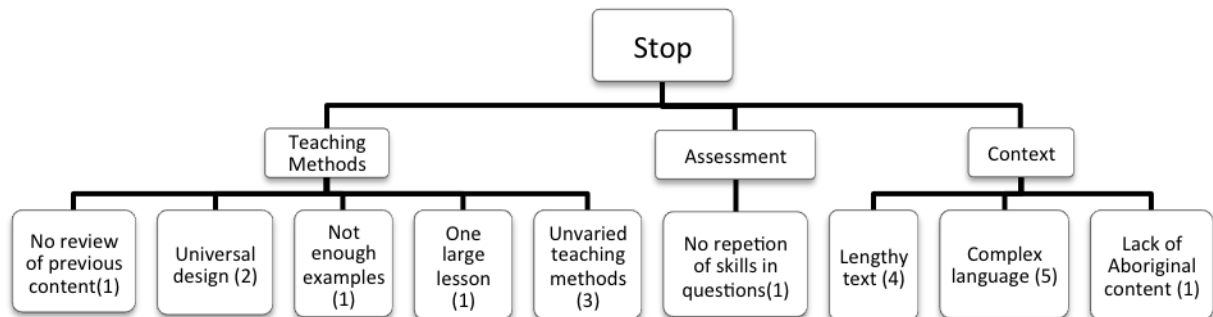 Stop
Teaching
Methods
Assessment
Context
No review
of previous
content(1)
Universal
design (2)
Not
enough
examples
(1)
One
large
lesson
(1)
Unvaried
teaching
methods
(3)
No repetion
of skills in
questions(1)
Lengthy
text (4)
Complex
language (5)
Lack of
Aboriginal
content (1)